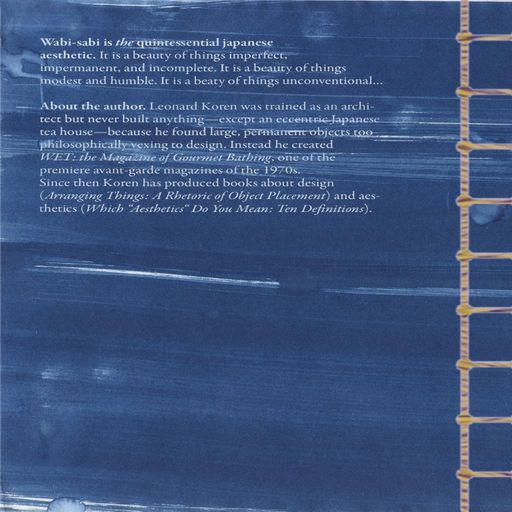 Wabi-sabi is the quintessential japanese
aesthetic. It is a beauty of things imperfect,
impermanent, and incomplete. It is a beauty of things
modest and humble. It is a beaty of things unconventional...
About the author. Leonard Koren was trained as an archi-
tect but never built anything—except an eccentric Japanese
tea house—because he found large, permanent objects too
philosophically vexing to design. Instead he created
WET: the Magazine of Gourmet Bathing, one of the
premiere avant-garde magazines of the 1970s.
Since then Koren has produced books about design
(Arranging Things: A Rhetoric of Object Placement) and aes-
thetics (Which "Aesthetics" Do You Mean: Ten Definitions).